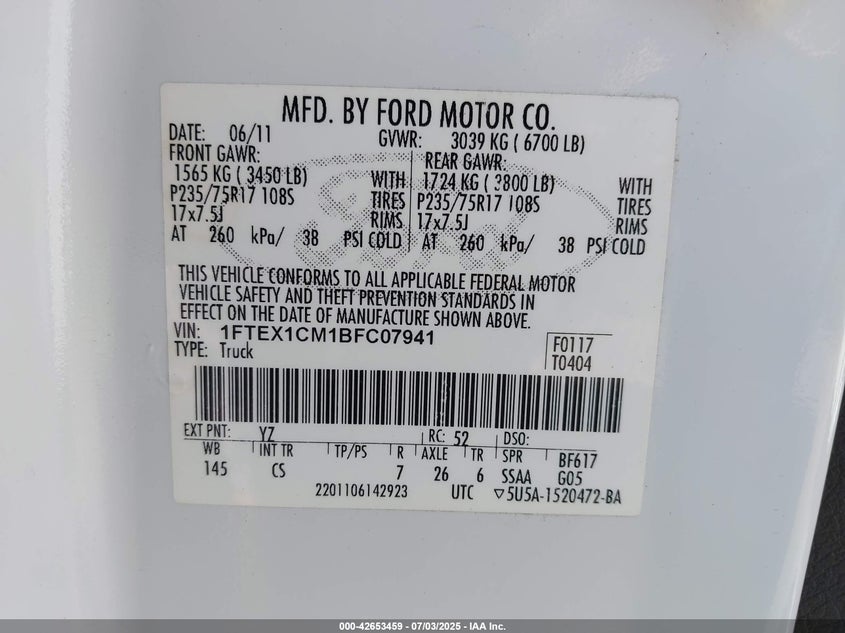 MFD. BY FORD MOTOR CO.
DATE: 06/11 GVWR: 3039 KG ( 6700 LB)
FRONT GAWR: REAR GAWR:
1565 KG ( 3450 LB) WITH 1724 KG ( 3800 LB) WITH
P235/75R17 108S TIRES P235/75R17 108S TIRES
17x7.5J RIMS 17x7.5J RIMS
AT 260 kPa/ 38 PSI COLD AT 260 kPa/ 38 PSI COLD
Ford
THIS VEHICLE CONFORMS TO ALL APPLICABLE FEDERAL MOTOR
VEHICLE SAFETY AND THEFT PREVENTION STANDARDS IN
EFFECT ON THE DATE OF MANUFACTURE SHOWN ABOVE.
VIN: 1FTEX1CM1BFC07941
TYPE: Truck
F0117
T0404
EXT PNT: YZ RC: 52 DSO:
WB INT TR TP/PS R AXLE TR SPR BF617
145 CS 7 26 6 SSAA G05
2201106142923 UTC ▽5U5A-1520472-BA
000-42653459 - 07/03/2025 - IAA Inc.